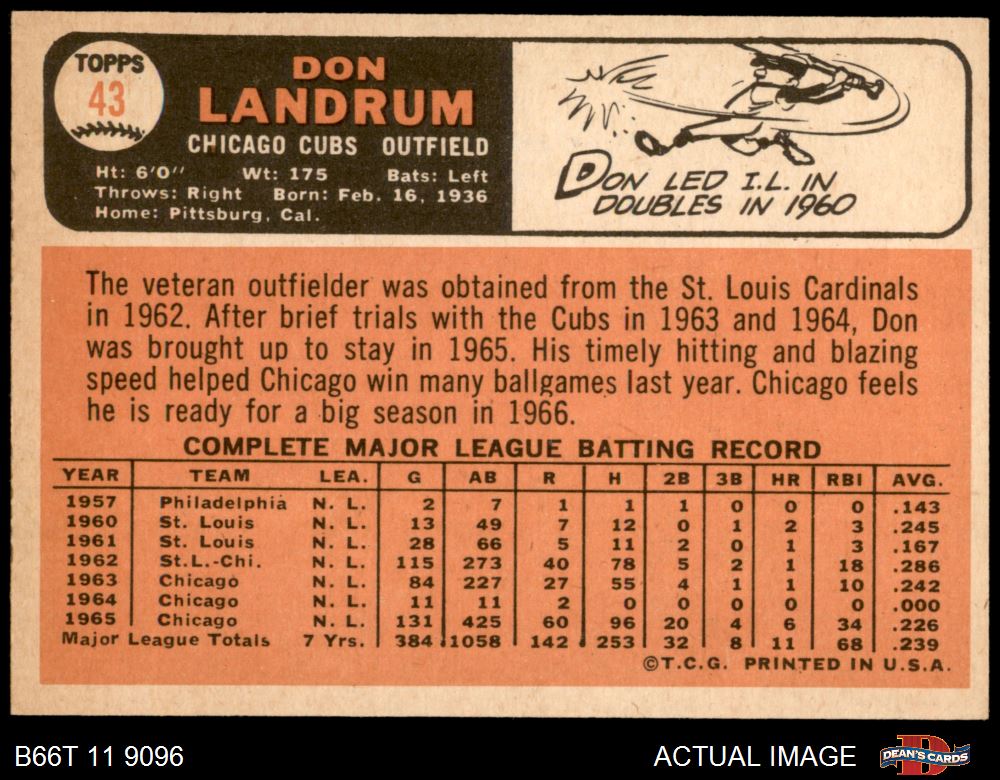 TOPPS
43
DON
LANDRUM
CHICAGO CUBS OUTFIELD
Ht: 6'0" Wt: 175 Bats: Left
Throws: Right Born: Feb. 16, 1936
Home: Pittsburg, Cal.
DON LED I.L. IN
DOUBLES IN 1960
The veteran outfielder was obtained from the St. Louis Cardinals
in 1962. After brief trials with the Cubs in 1963 and 1964, Don
was brought up to stay in 1965. His timely hitting and blazing
speed helped Chicago win many ballgames last year. Chicago feels
he is ready for a big season in 1966.
COMPLETE MAJOR LEAGUE BATTING RECORD
YEAR TEAM LEA. G AB R H 2B 3B HR RBI AVG.
1957 Philadelphia N. L. 2 7 1 1 1 0 0 0 .143
1960 St. Louis N. L. 13 49 7 12 0 1 2 3 .245
1961 St. Louis N. L. 28 66 5 11 2 0 1 3 .167
1962 St.L.-Chi. N. L. 115 273 40 78 5 2 1 18 .286
1963 Chicago N. L. 84 227 27 55 4 1 1 10 .242
1964 Chicago N. L. 11 11 2 0 0 0 0 0 .000
1965 Chicago N. L. 131 425 60 96 20 4 6 34 .226
Major League Totals 7 Yrs. 384 1058 142 253 32 8 11 68 .239
©T.C.G. PRINTED IN U.S.A.
B66T 11 9096
ACTUAL IMAGE
DEAN'S CARDS